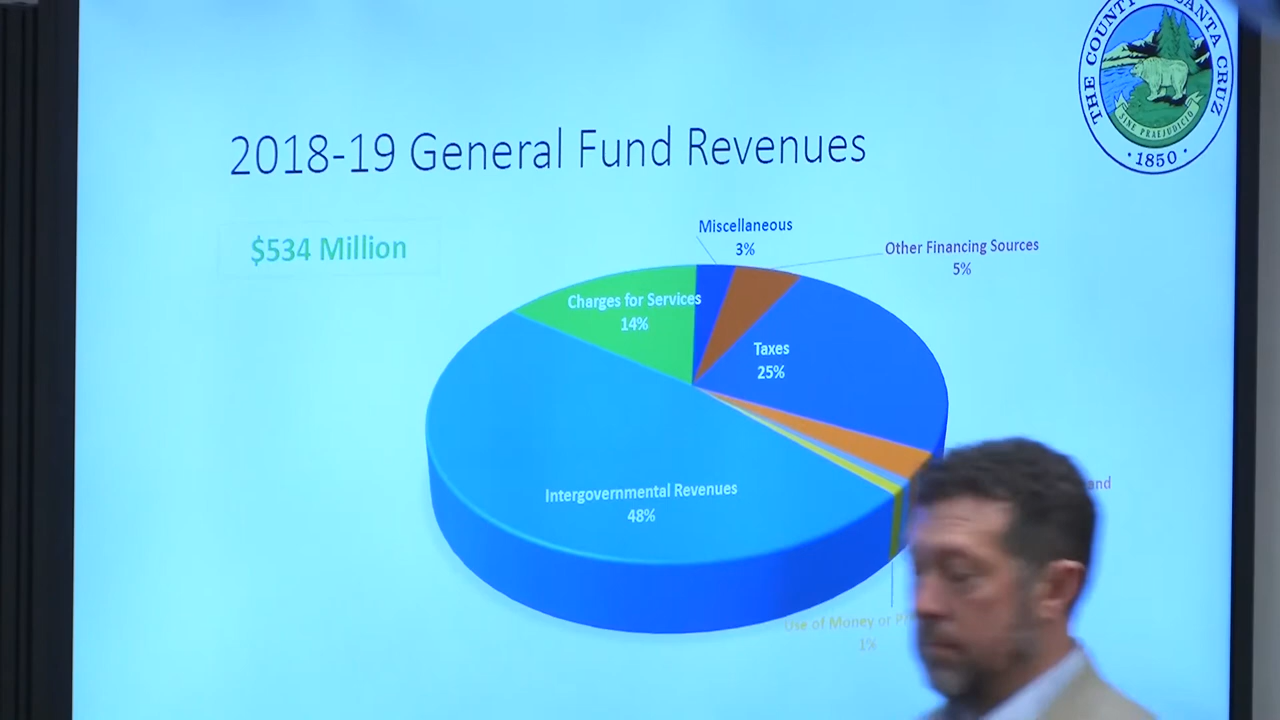 THE COUNTY
SANTA CRUZ
SINE PRAEJUDICIO
• 1850 •
2018-19 General Fund Revenues
$534 Million
Miscellaneous
3%
Other Financing Sources
5%
Charges for Services
14%
Taxes
25%
Intergovernmental Revenues
48%
and
Use of Money or
1%